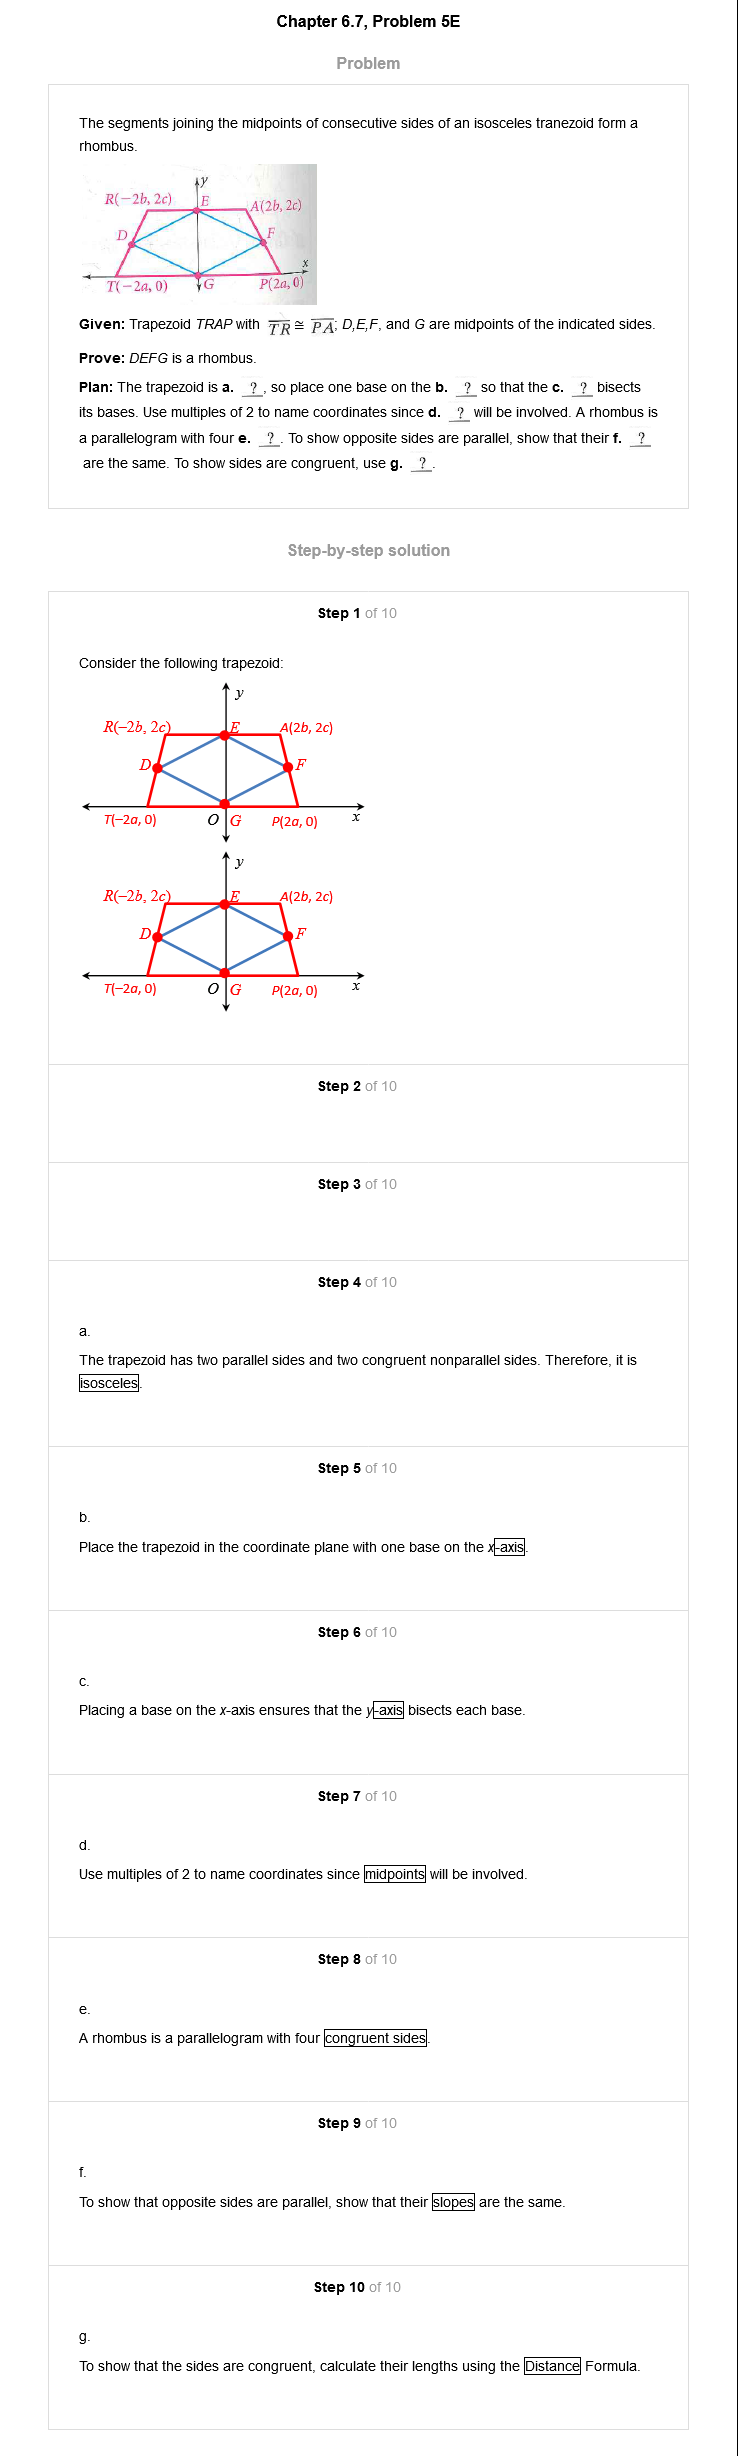 Chapter 6.7, Problem 5E
Problem
The segments joining the midpoints of consecutive sides of an isosceles tranezoid form a
rhombus.
y
R(−2b, 2c)
E
A(2b, 2c)
D
F
x
T(−2a, 0)
G
P(2a, 0)
Given: Trapezoid TRAP with TR ≅ PA; D,E,F, and G are midpoints of the indicated sides.
Prove: DEFG is a rhombus.
Plan: The trapezoid is a. ? , so place one base on the b. ? so that the c. ? bisects
its bases. Use multiples of 2 to name coordinates since d. ? will be involved. A rhombus is
a parallelogram with four e. ? . To show opposite sides are parallel, show that their f. ?
are the same. To show sides are congruent, use g. ? .
Step-by-step solution
Step 1 of 10
Consider the following trapezoid:
y
R(−2b, 2c)
E
A(2b, 2c)
D
F
T(−2a, 0)
O
G
P(2a, 0)
x
y
R(−2b, 2c)
E
A(2b, 2c)
D
F
T(−2a, 0)
O
G
P(2a, 0)
x
Step 2 of 10
Step 3 of 10
Step 4 of 10
a.
The trapezoid has two parallel sides and two congruent nonparallel sides. Therefore, it is
isosceles.
Step 5 of 10
b.
Place the trapezoid in the coordinate plane with one base on the x-axis.
Step 6 of 10
c.
Placing a base on the x-axis ensures that the y-axis bisects each base.
Step 7 of 10
d.
Use multiples of 2 to name coordinates since midpoints will be involved.
Step 8 of 10
e.
A rhombus is a parallelogram with four congruent sides.
Step 9 of 10
f.
To show that opposite sides are parallel, show that their slopes are the same.
Step 10 of 10
g.
To show that the sides are congruent, calculate their lengths using the Distance Formula.